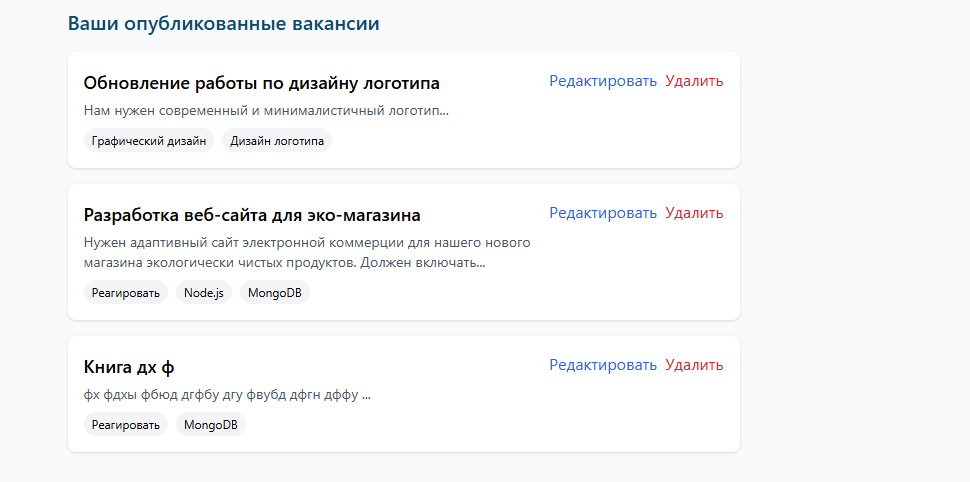 Ваши опубликованные вакансии
Обновление работы по дизайну логотипа
Редактировать Удалить
Нам нужен современный и минималистичный логотип...
Графический дизайн Дизайн логотипа
Разработка веб-сайта для эко-магазина
Редактировать Удалить
Нужен адаптивный сайт электронной коммерции для нашего нового
магазина экологически чистых продуктов. Должен включать...
Реагировать Node.js MongoDB
Книга дх ф
Редактировать Удалить
фх фдхы фбюд дгфбу дгу фвубд дфгн дффу ...
Реагировать MongoDB